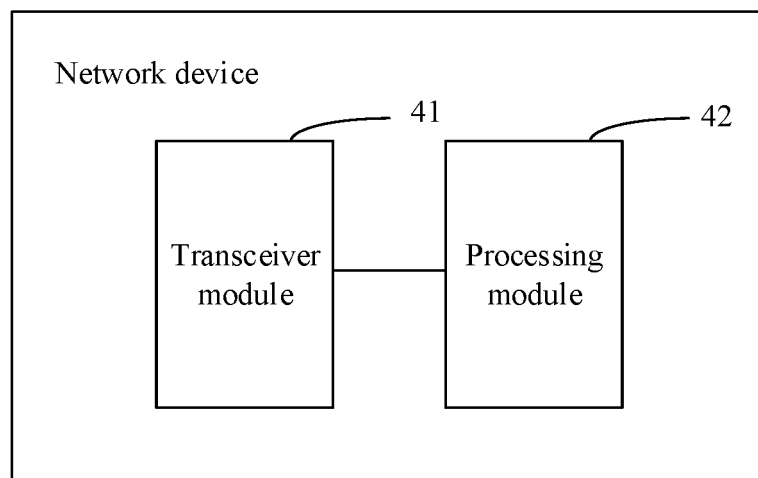 Network device
41
42
Transceiver
module
Processing
module